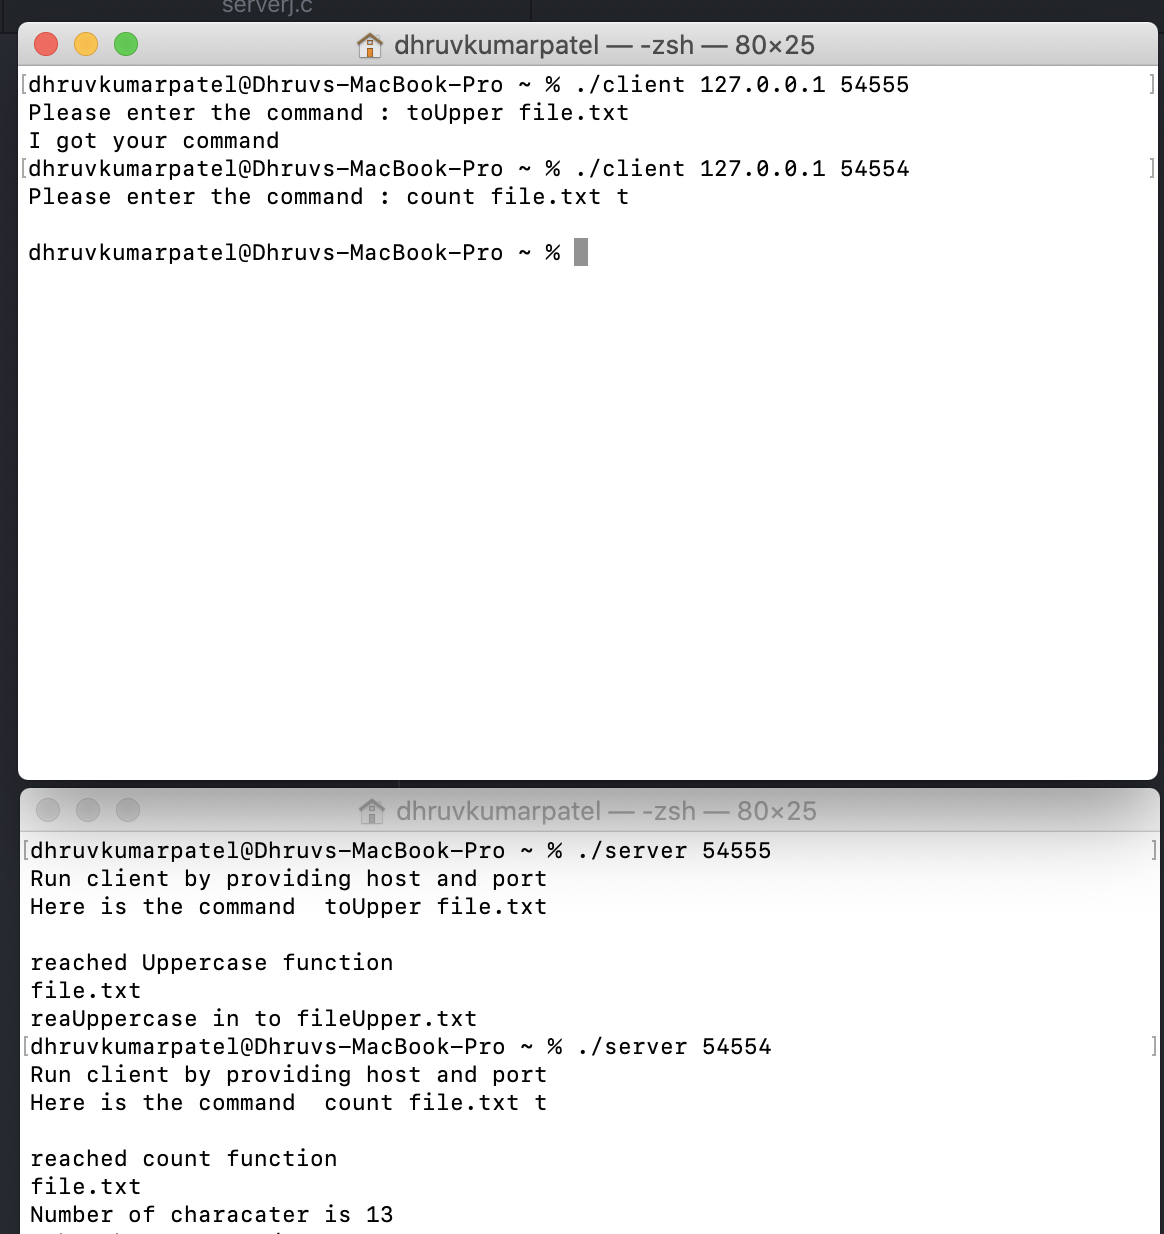 serverj.c
dhruvkumarpatel — -zsh — 80×25
[dhruvkumarpatel@Dhruvs-MacBook-Pro ~ % ./client 127.0.0.1 54555 ]
Please enter the command : toUpper file.txt
I got your command
[dhruvkumarpatel@Dhruvs-MacBook-Pro ~ % ./client 127.0.0.1 54554 ]
Please enter the command : count file.txt t
dhruvkumarpatel@Dhruvs-MacBook-Pro ~ %
dhruvkumarpatel — -zsh — 80×25
[dhruvkumarpatel@Dhruvs-MacBook-Pro ~ % ./server 54555 ]
Run client by providing host and port
Here is the command  toUpper file.txt
reached Uppercase function
file.txt
reaUppercase in to fileUpper.txt
[dhruvkumarpatel@Dhruvs-MacBook-Pro ~ % ./server 54554 ]
Run client by providing host and port
Here is the command  count file.txt t
reached count function
file.txt
Number of characater is 13